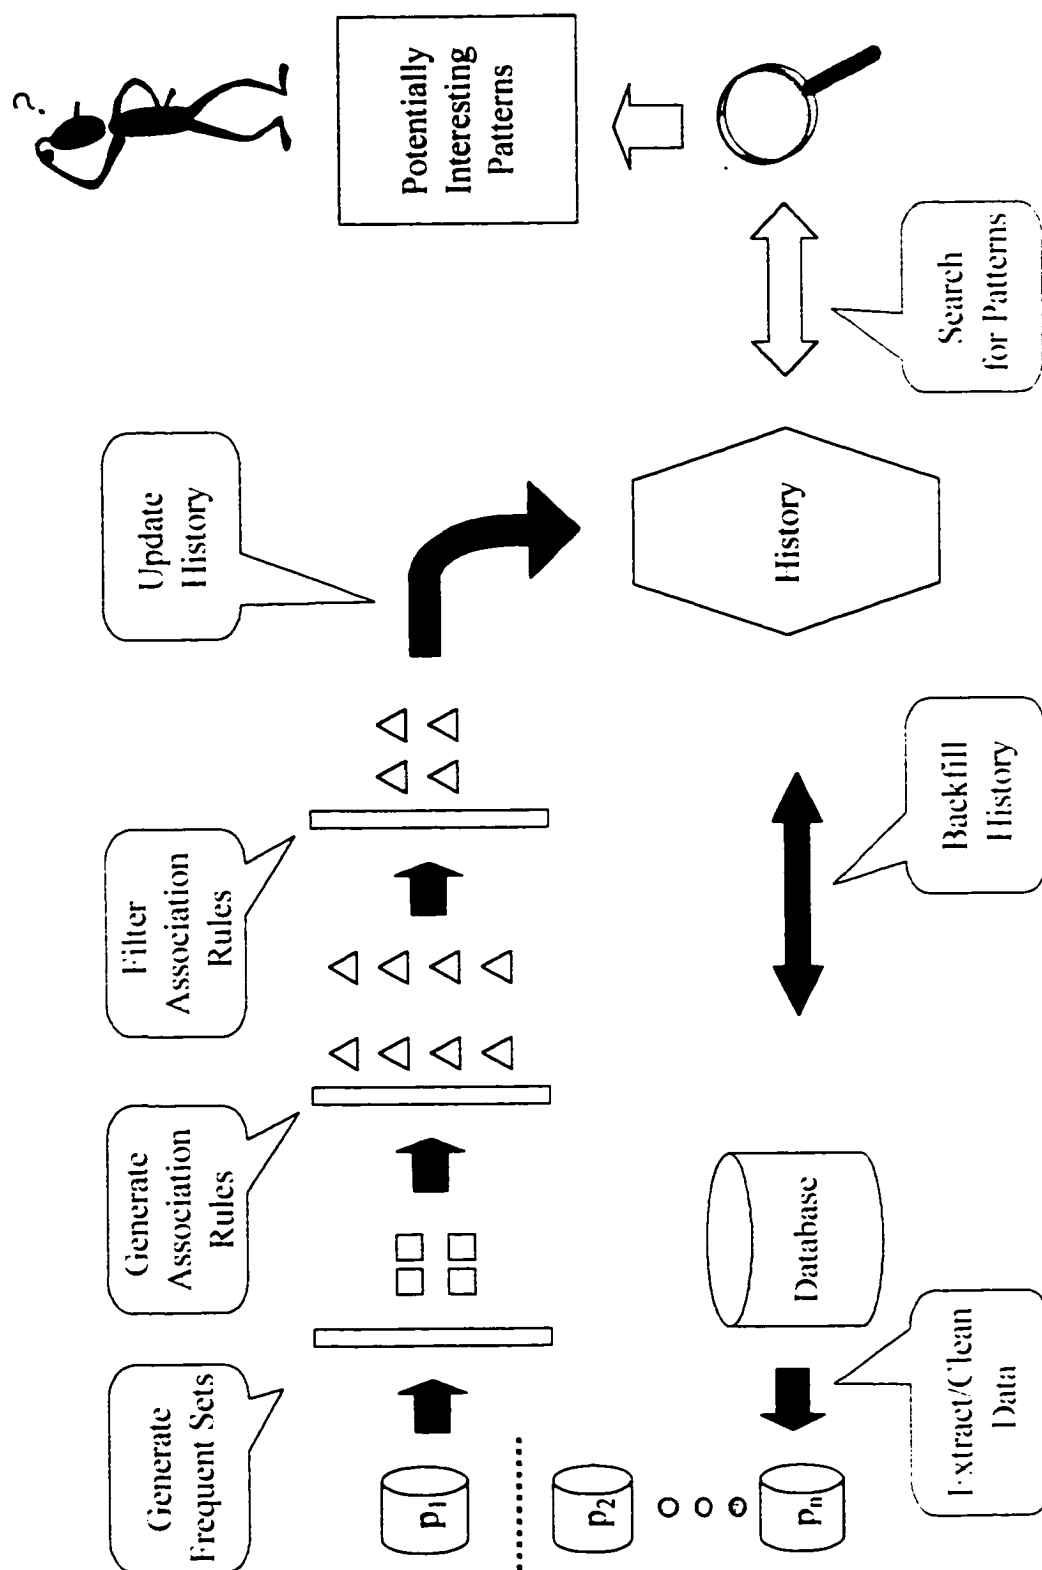 Generate
Frequent Sets
Generate
Association
Rules
Filter
Association
Rules
Update
History
?
p1
p2
pn
Potentially
Interesting
Patterns
Database
History
Extract/Clean
Data
Backfill
History
Search
for Patterns